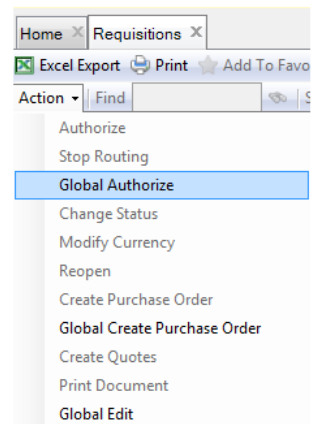 Home X Requisitions X
Excel Export Print Add To Favo
Action Find
Authorize
Stop Routing
Global Authorize
Change Status
Modify Currency
Reopen
Create Purchase Order
Global Create Purchase Order
Create Quotes
Print Document
Global Edit